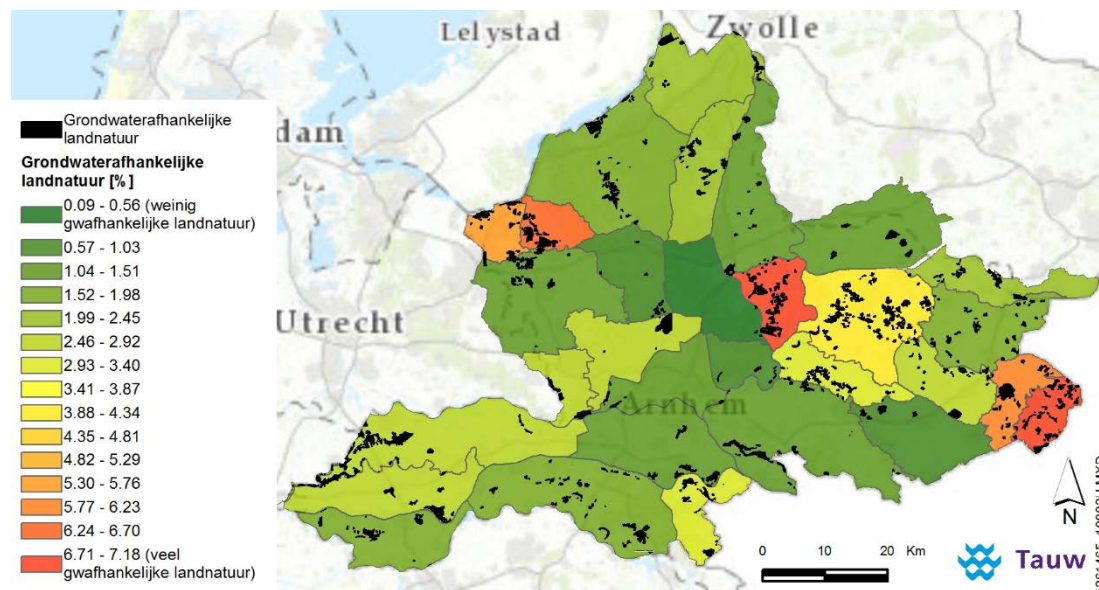 Lelystad
Zwolle
dam
Utrecht
Arnhem
Grondwaterafhankelijke
landnatuur
Grondwaterafhankelijke
landnatuur [%]
0.09 - 0.56 (weinig
gwafhankelijke landnatuur)
0.57 - 1.03
1.04 - 1.51
1.52 - 1.98
1.99 - 2.45
2.46 - 2.92
2.93 - 3.40
3.41 - 3.87
3.88 - 4.34
4.35 - 4.81
4.82 - 5.29
5.30 - 5.76
5.77 - 6.23
6.24 - 6.70
6.71 - 7.18 (veel
gwafhankelijke landnatuur)
N
0 10 20 Km
Tauw